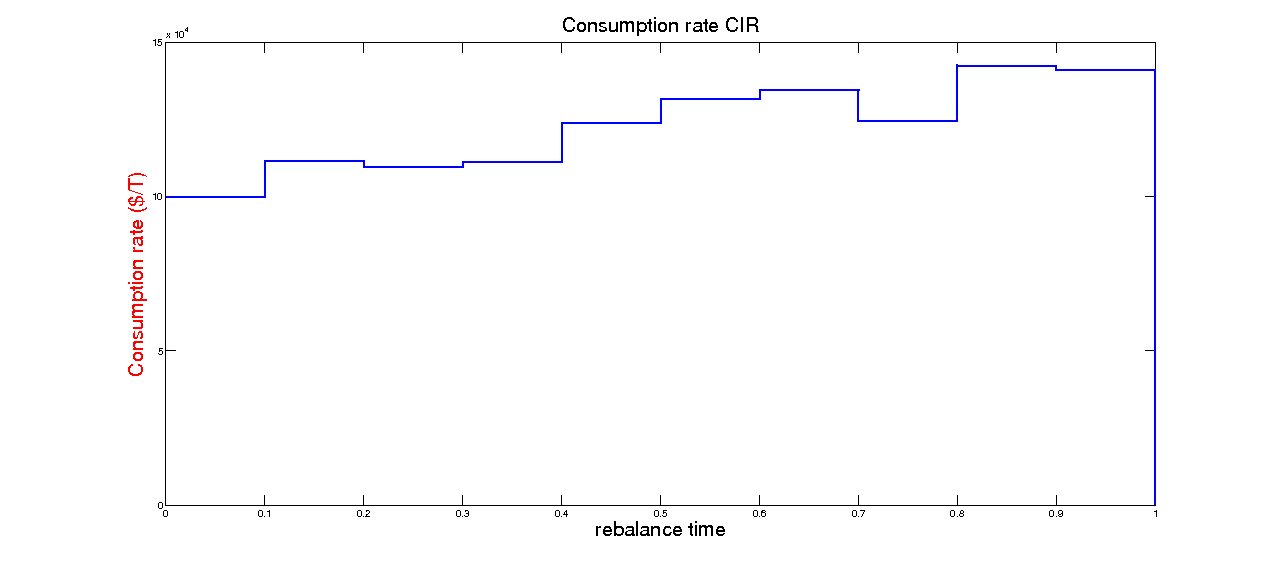 Consumption rate CIR
x 10^4
15
10
5
0
Consumption rate ($/T)
0 0.1 0.2 0.3 0.4 0.5 0.6 0.7 0.8 0.9 1
rebalance time